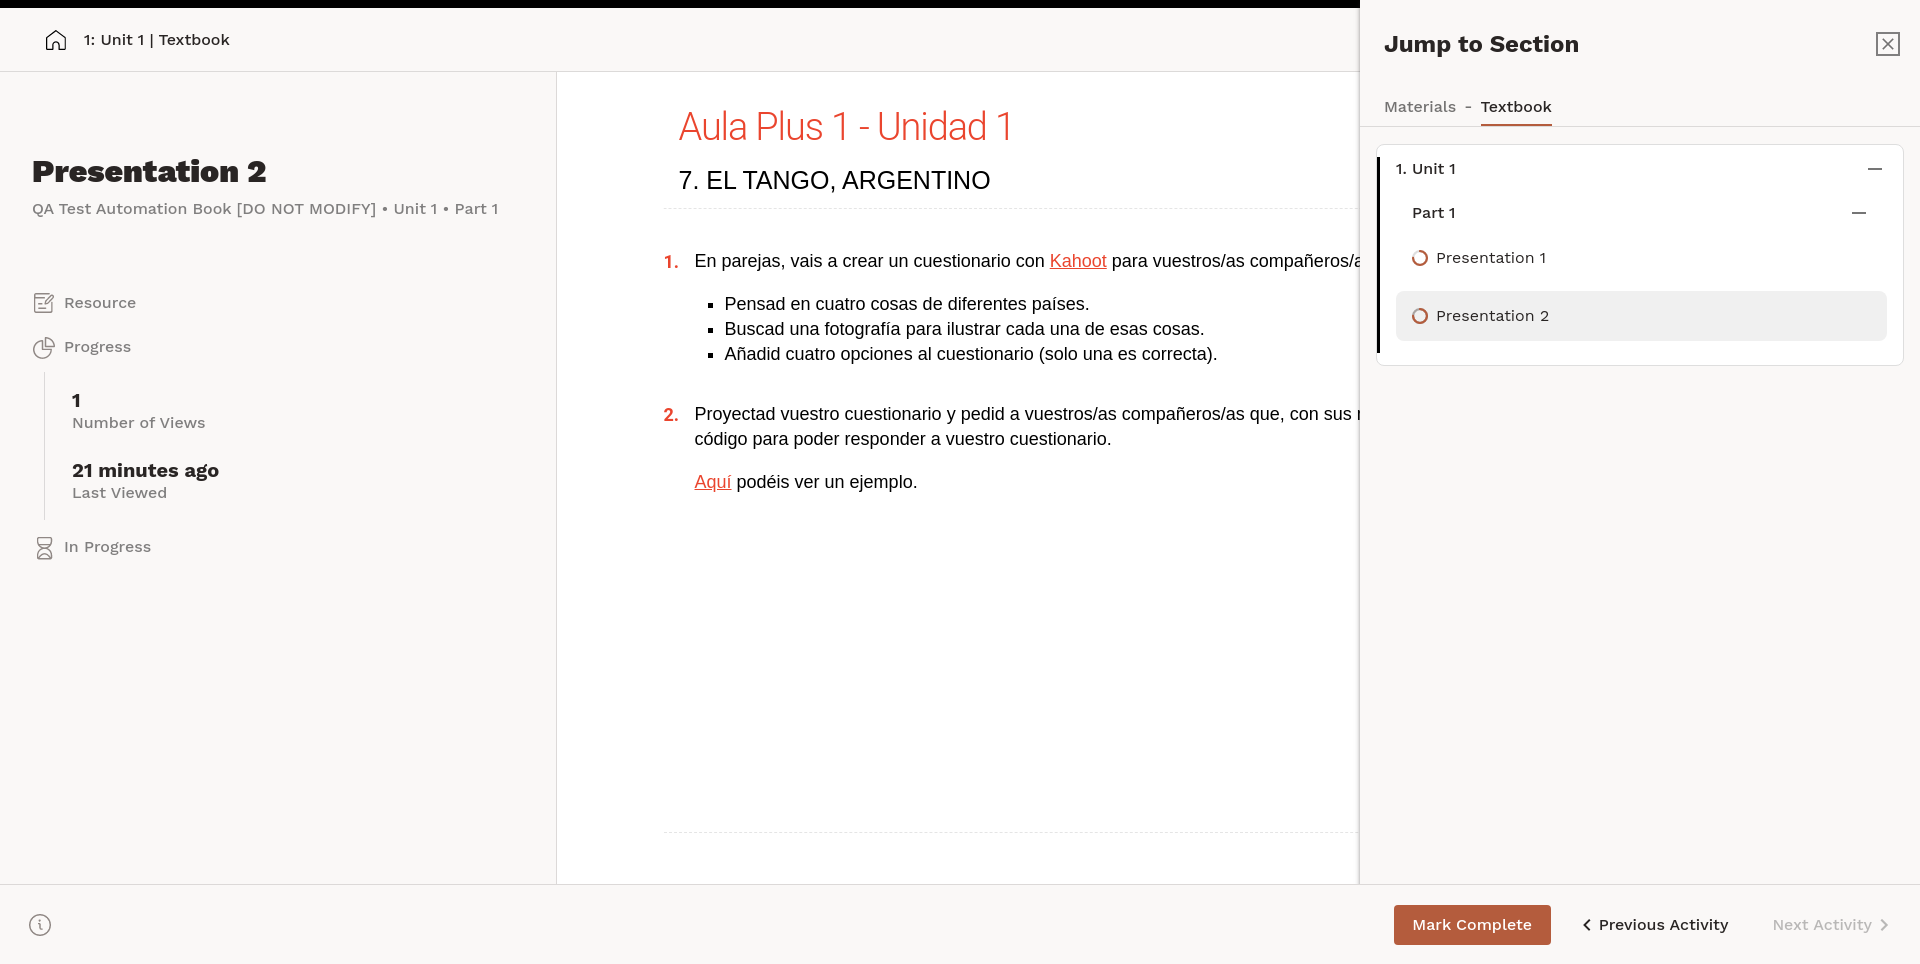 1: Unit 1 | Textbook
Presentation 2
QA Test Automation Book [DO NOT MODIFY] • Unit 1 • Part 1
Resource
Progress
1
Number of Views
21 minutes ago
Last Viewed
In Progress
Aula Plus 1 - Unidad 1
7. EL TANGO, ARGENTINO
1. En parejas, vais a crear un cuestionario con Kahoot para vuestros/as compañeros/a
▪ Pensad en cuatro cosas de diferentes países.
▪ Buscad una fotografía para ilustrar cada una de esas cosas.
▪ Añadid cuatro opciones al cuestionario (solo una es correcta).
2. Proyectad vuestro cuestionario y pedid a vuestros/as compañeros/as que, con sus
código para poder responder a vuestro cuestionario.
Aquí podéis ver un ejemplo.
Jump to Section
Materials - Textbook
1. Unit 1
Part 1
Presentation 1
Presentation 2
Mark Complete
Previous Activity
Next Activity